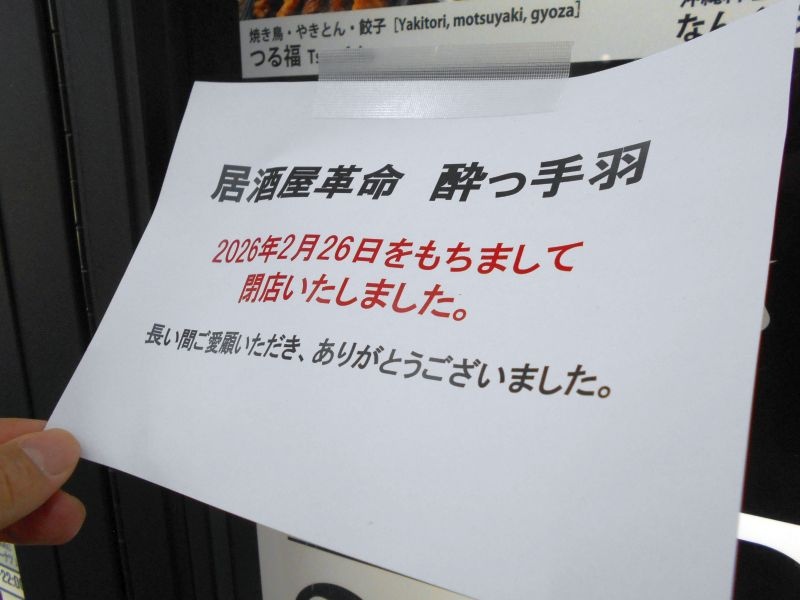 焼き鳥・やきとん・餃子 [Yakitori, motsuyaki, gyoza]
つる福
居酒屋革命 酔っ手羽
2026年2月26日をもちまして
閉店いたしました。
長い間ご愛顧いただき、ありがとうございました。